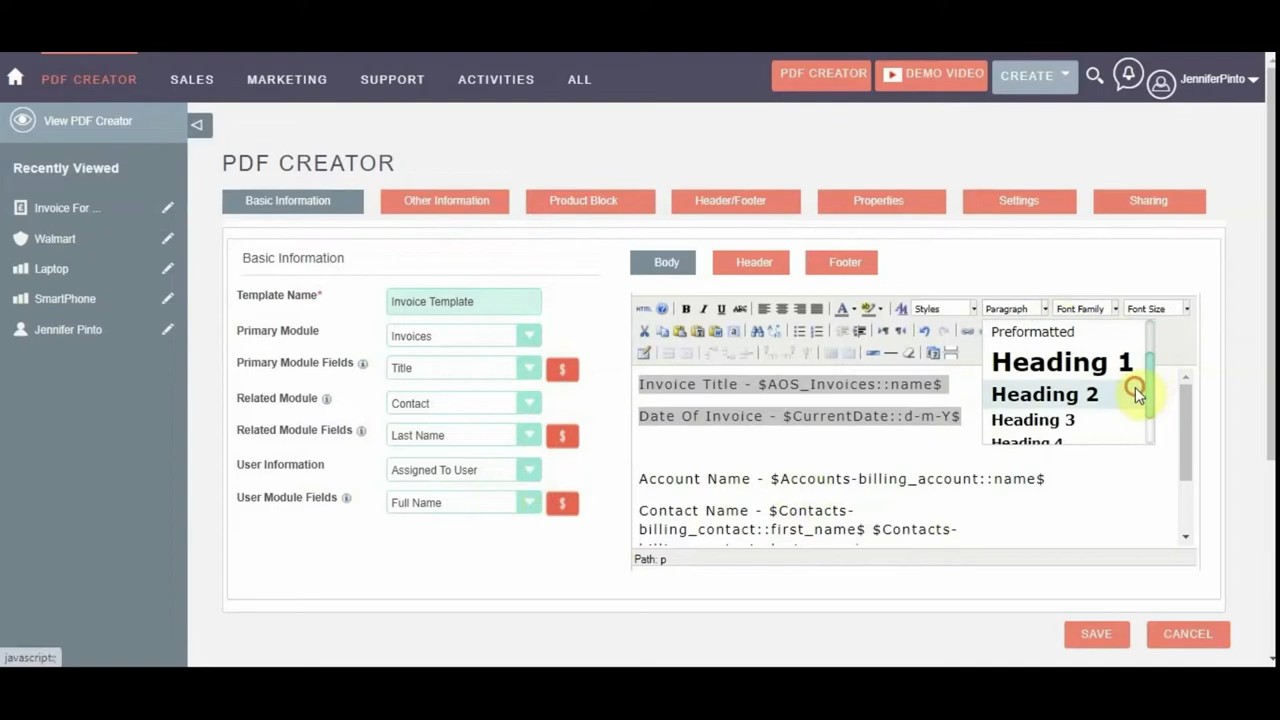 PDF CREATOR SALES MARKETING SUPPORT ACTIVITIES ALL PDF CREATOR DEMO VIDEO CREATE JenniferPinto
View PDF Creator
Recently Viewed
Invoice For ...
Walmart
Laptop
SmartPhone
Jennifer Pinto
PDF CREATOR
Basic Information Other Information Product Block Header/Footer Properties Settings Sharing
Basic Information
Template Name* Invoice Template
Primary Module Invoices
Primary Module Fields Title $
Related Module Contact
Related Module Fields Last Name $
User Information Assigned To User
User Module Fields Full Name $
Body Header Footer
HTML B I U ABC A Styles Paragraph Font Family Font Size
Preformatted
Heading 1
Heading 2
Heading 3
Heading 4
Invoice Title - $AOS_Invoices::name$
Date Of Invoice - $CurrentDate::d-m-Y$
Account Name - $Accounts-billing_account::name$
Contact Name - $Contacts-
billing_contact::first_name$ $Contacts-
Path: p
SAVE CANCEL
javascript:;